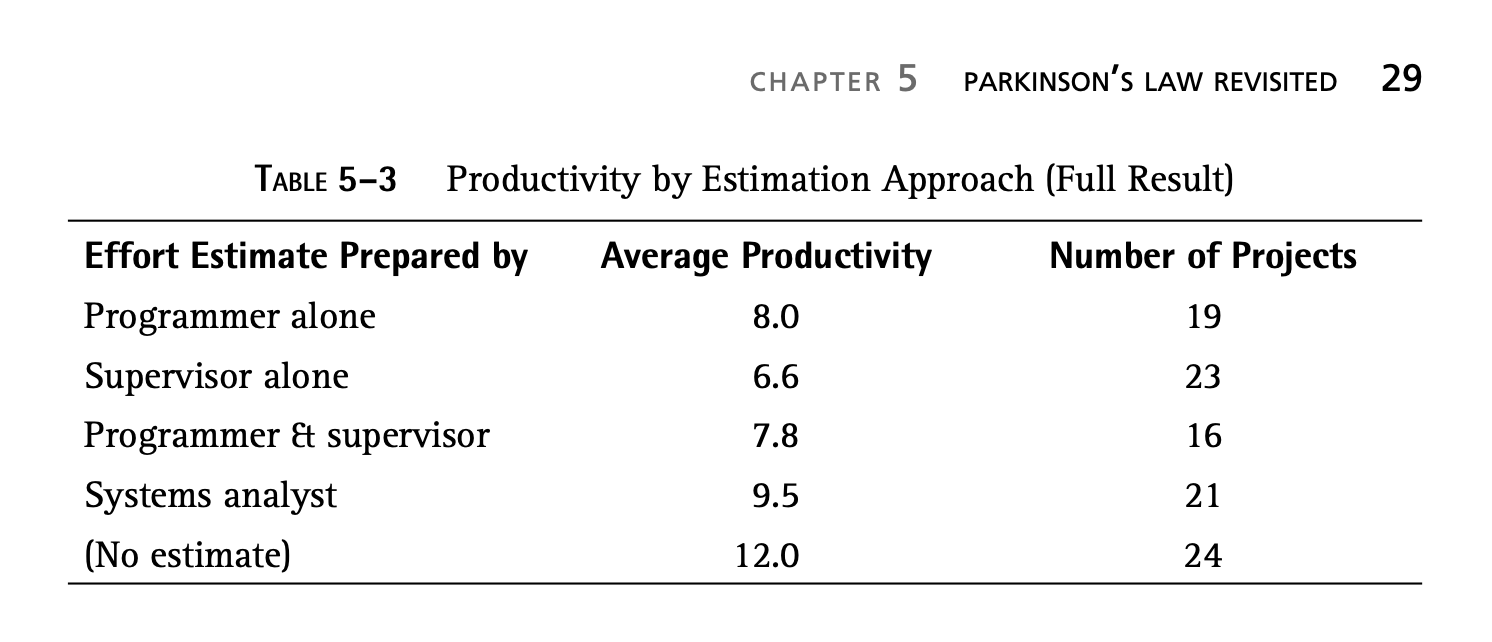 CHAPTER 5 PARKINSON'S LAW REVISITED 29
TABLE 5–3 Productivity by Estimation Approach (Full Result)
Effort Estimate Prepared by Average Productivity Number of Projects
Programmer alone 8.0 19
Supervisor alone 6.6 23
Programmer & supervisor 7.8 16
Systems analyst 9.5 21
(No estimate) 12.0 24